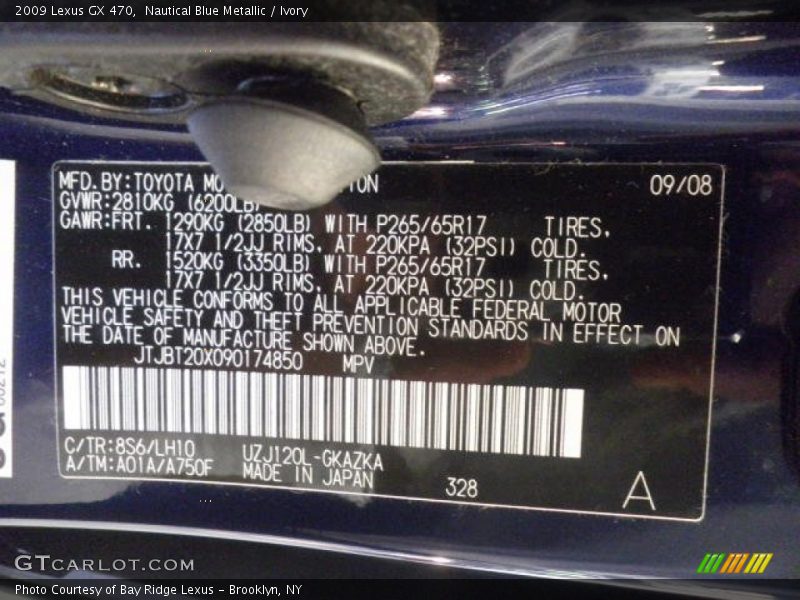 2009 Lexus GX 470,  Nautical Blue Metallic / Ivory
MFD.BY:TOYOTA MO TON 09/08
GVWR:2810KG (6200LB)
GAWR:FRT. 1290KG (2850LB) WITH P265/65R17 TIRES,
17X7 1/2JJ RIMS, AT 220KPA (32PSI) COLD.
RR. 1520KG (3350LB) WITH P265/65R17 TIRES,
17X7 1/2JJ RIMS, AT 220KPA (32PSI) COLD.
THIS VEHICLE CONFORMS TO ALL APPLICABLE FEDERAL MOTOR
VEHICLE SAFETY AND THEFT PREVENTION STANDARDS IN EFFECT ON
THE DATE OF MANUFACTURE SHOWN ABOVE.
JTJBT20X090174850 MPV
C/TR:8S6/LH10 UZJ120L-GKAZKA
A/TM:A01A/A750F MADE IN JAPAN
328 A
GTCARLOT.COM
Photo Courtesy of Bay Ridge Lexus – Brooklyn, NY